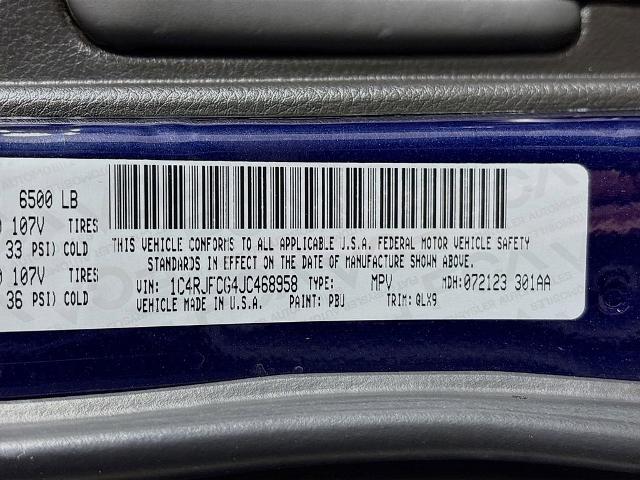 6500 LB
107V TIRES
33 PSI) COLD
107V TIRES
36 PSI) COLD
THIS VEHICLE CONFORMS TO ALL APPLICABLE U.S.A. FEDERAL MOTOR VEHICLE SAFETY
STANDARDS IN EFFECT ON THE DATE OF MANUFACTURE SHOWN ABOVE.
VIN: 1C4RJFCG4JC468958 TYPE: MPV MDH:072123 301AA
VEHICLE MADE IN U.S.A. PAINT: PBJ TRIM: QLX9